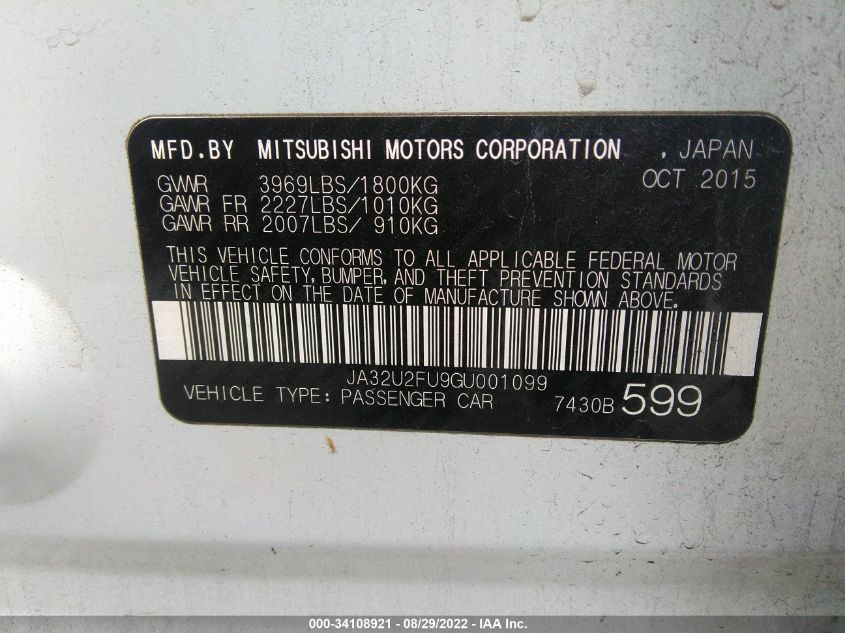 MFD.BY MITSUBISHI MOTORS CORPORATION , JAPAN
GVWR 3969LBS/1800KG OCT 2015
GAWR FR 2227LBS/1010KG
GAWR RR 2007LBS/ 910KG
THIS VEHICLE CONFORMS TO ALL APPLICABLE FEDERAL MOTOR
VEHICLE SAFETY, BUMPER, AND THEFT PREVENTION STANDARDS
IN EFFECT ON THE DATE OF MANUFACTURE SHOWN ABOVE.
JA32U2FU9GU001099
VEHICLE TYPE: PASSENGER CAR 7430B 599
000-34108921 - 08/29/2022 - IAA Inc.